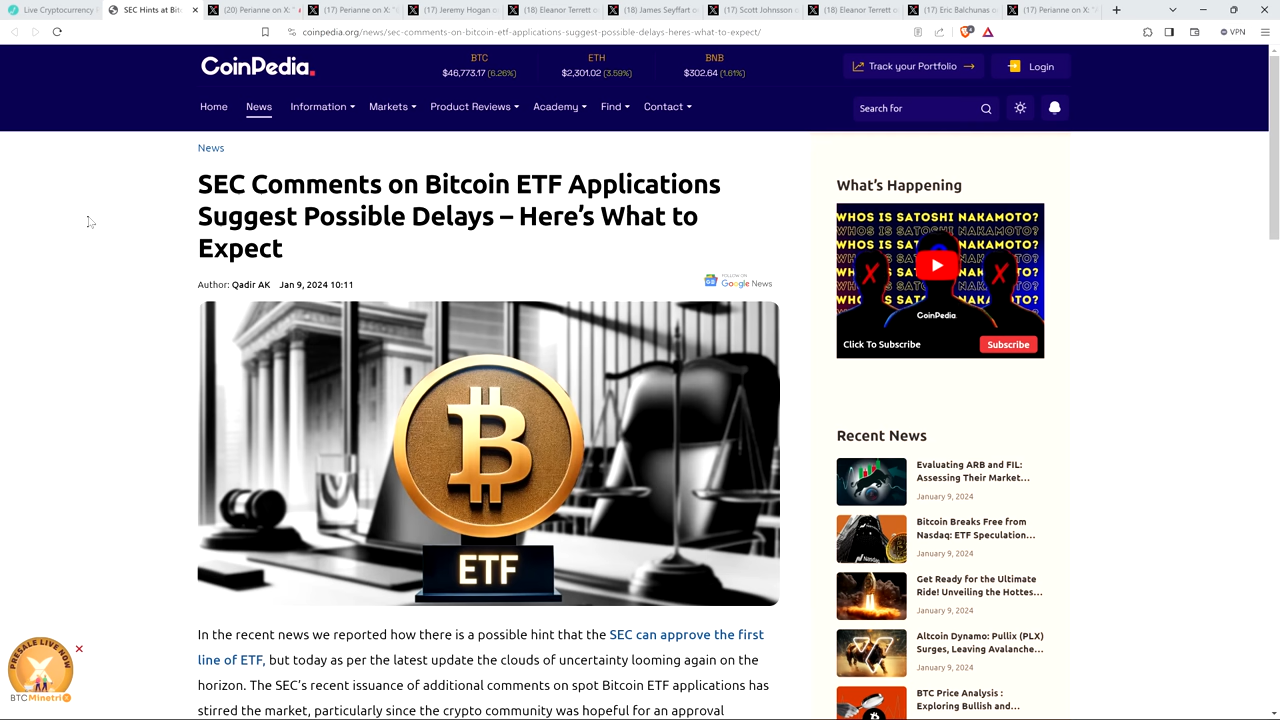 Live Cryptocurrency
SEC Hints at Bitc
(20) Perianne on X: "
(17) Perianne on X: "
(17) Jeremy Hogan o
(18) Eleanor Terrett o
(18) James Seyffart o
(17) Scott Johnsson o
(18) Eleanor Terrett o
(17) Eric Balchunas o
(17) Perianne on X: "
coinpedia.org/news/sec-comments-on-bitcoin-etf-applications-suggest-possible-delays-heres-what-to-expect/
VPN
CoinPedia.
BTC
$46,773.17 (6.26%)
ETH
$2,301.02 (3.59%)
BNB
$302.64 (1.61%)
Track your Portfolio
Login
Home
News
Information
Markets
Product Reviews
Academy
Find
Contact
Search for
News
SEC Comments on Bitcoin ETF Applications
Suggest Possible Delays – Here's What to
Expect
Author: Qadir AK Jan 9, 2024 10:11
FOLLOW ON
Google News
ETF
In the recent news we reported how there is a possible hint that the SEC can approve the first
line of ETF, but today as per the latest update the clouds of uncertainty looming again on the
horizon. The SEC's recent issuance of additional comments on spot Bitcoin ETF applications has
stirred the market, particularly since the crypto community was hopeful for an approval
What's Happening
WHOS IS SATOSHI NAKAMOTO?
WHOS IS SATOSHI NAKAMOTO?
CoinPedia
Click To Subscribe
Subscribe
Recent News
Evaluating ARB and FIL:
Assessing Their Market...
January 9, 2024
Bitcoin Breaks Free from
Nasdaq: ETF Speculation...
January 9, 2024
Get Ready for the Ultimate
Ride! Unveiling the Hottes...
January 9, 2024
Altcoin Dynamo: Pullix (PLX)
Surges, Leaving Avalanche...
January 9, 2024
BTC Price Analysis :
Exploring Bullish and...
BTC Minetrix